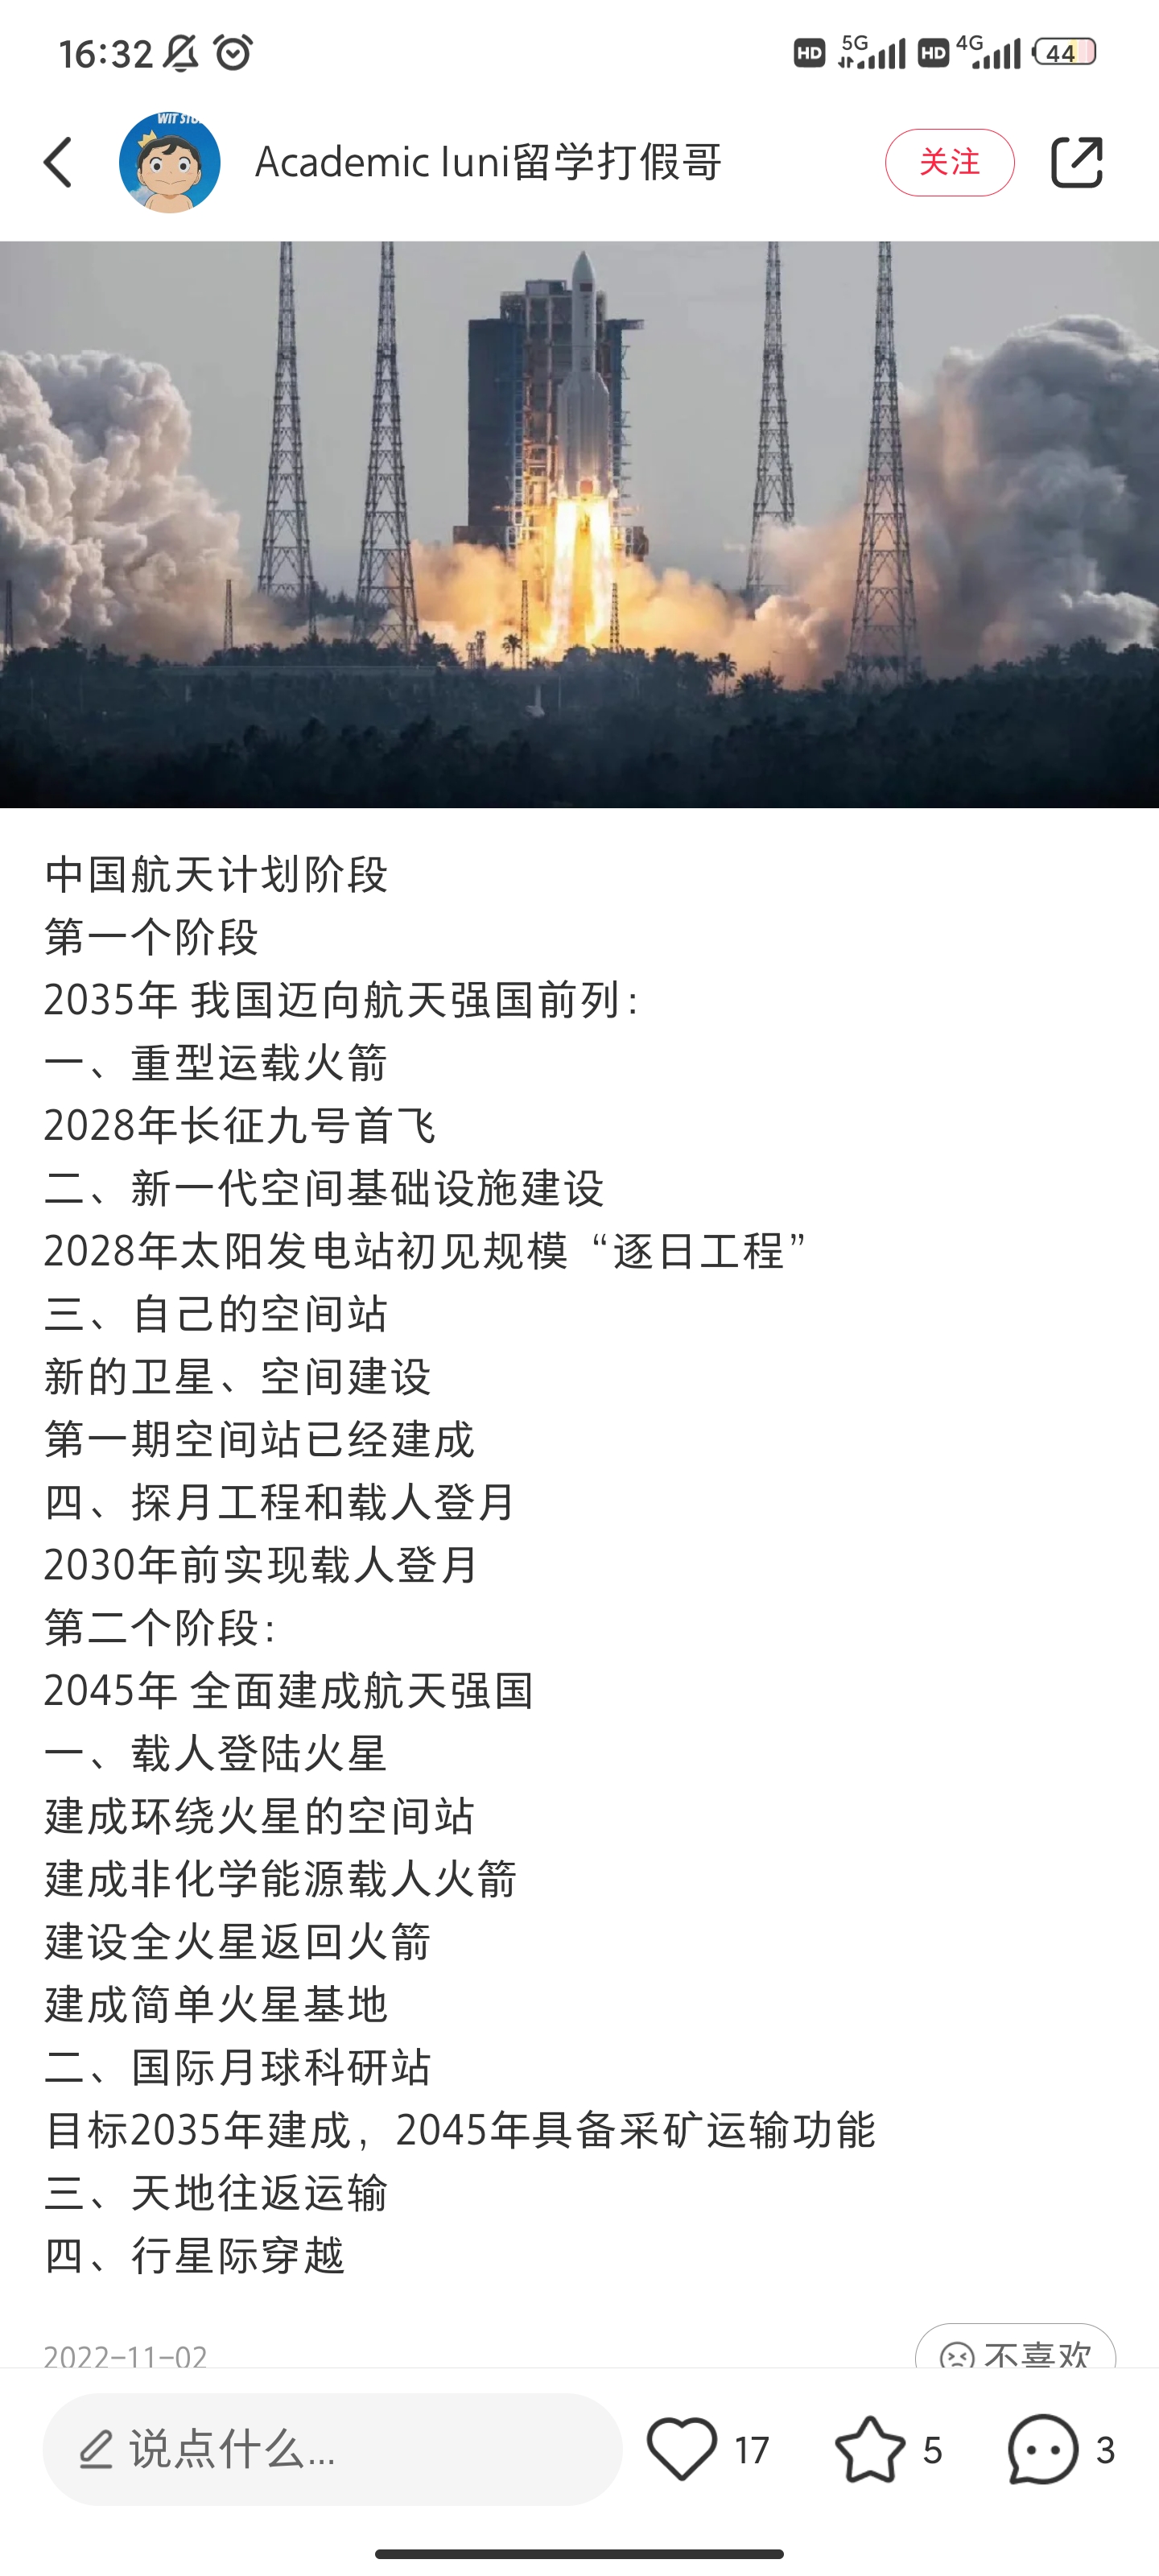 16:32
HD 5G HD 4G 44
WIT STU
Academic Iuni留学打假哥
关注
中国航天计划阶段
第一个阶段
2035年 我国迈向航天强国前列：
一、重型运载火箭
2028年长征九号首飞
二、新一代空间基础设施建设
2028年太阳发电站初见规模“逐日工程”
三、自己的空间站
新的卫星、空间建设
第一期空间站已经建成
四、探月工程和载人登月
2030年前实现载人登月
第二个阶段：
2045年 全面建成航天强国
一、载人登陆火星
建成环绕火星的空间站
建成非化学能源载人火箭
建设全火星返回火箭
建成简单火星基地
二、国际月球科研站
目标2035年建成，2045年具备采矿运输功能
三、天地往返运输
四、行星际穿越
2022-11-02
不喜欢
说点什么...
17
5
3